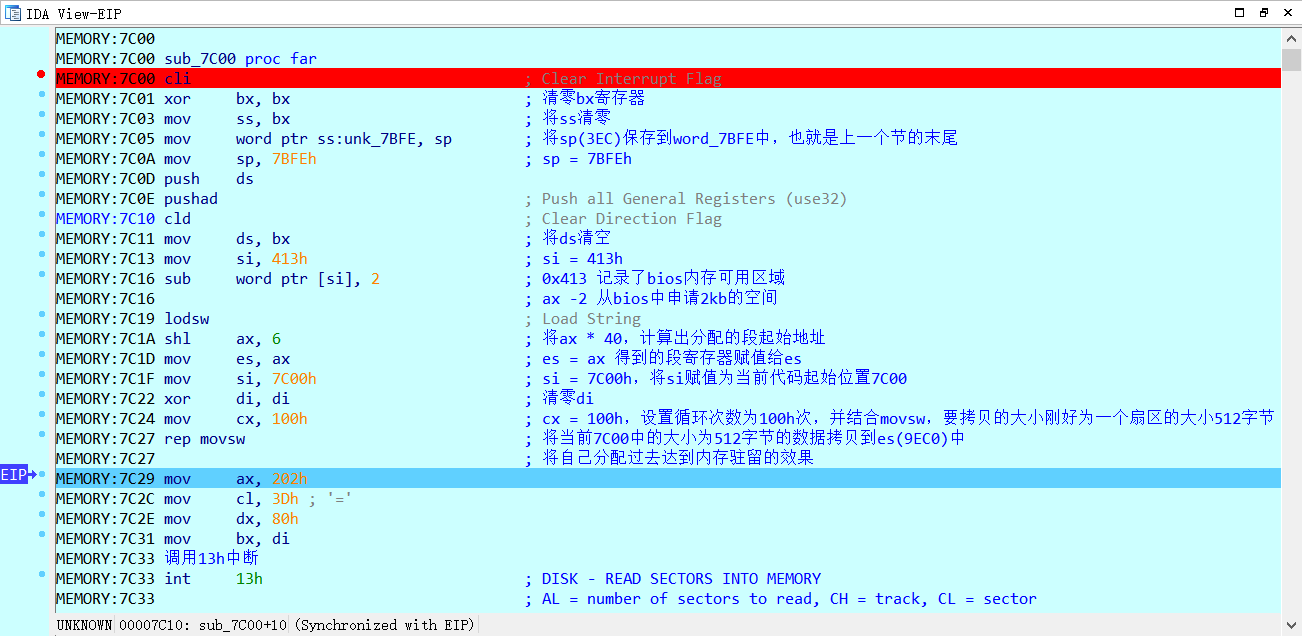 IDA View-EIP
MEMORY:7C00
MEMORY:7C00 sub_7C00 proc far
MEMORY:7C00 cli ; Clear Interrupt Flag
MEMORY:7C01 xor bx, bx ; 清零bx寄存器
MEMORY:7C03 mov ss, bx ; 将ss清零
MEMORY:7C05 mov word ptr ss:unk_7BFE, sp ; 将sp(3EC)保存到word_7BFE中，也就是上一个节的末尾
MEMORY:7C0A mov sp, 7BFEh ; sp = 7BFEh
MEMORY:7C0D push ds
MEMORY:7C0E pushad ; Push all General Registers (use32)
MEMORY:7C10 cld ; Clear Direction Flag
MEMORY:7C11 mov ds, bx ; 将ds清空
MEMORY:7C13 mov si, 413h ; si = 413h
MEMORY:7C16 sub word ptr [si], 2 ; 0x413 记录了bios内存可用区域
MEMORY:7C16 ; ax -2 从bios中申请2kb的空间
MEMORY:7C19 lodsw ; Load String
MEMORY:7C1A shl ax, 6 ; 将ax * 40，计算出分配的段起始地址
MEMORY:7C1D mov es, ax ; es = ax 得到的段寄存器赋值给es
MEMORY:7C1F mov si, 7C00h ; si = 7C00h，将si赋值为当前代码起始位置7C00
MEMORY:7C22 xor di, di ; 清零di
MEMORY:7C24 mov cx, 100h ; cx = 100h，设置循环次数为100h次，并结合movsw，要拷贝的大小刚好为一个扇区的大小512字节
MEMORY:7C27 rep movsw ; 将当前7C00中的大小为512字节的数据拷贝到es(9EC0)中
MEMORY:7C27 ; 将自己分配过去达到内存驻留的效果
EIP MEMORY:7C29 mov ax, 202h
MEMORY:7C2C mov cl, 3Dh ; '='
MEMORY:7C2E mov dx, 80h
MEMORY:7C31 mov bx, di
MEMORY:7C33 调用13h中断
MEMORY:7C33 int 13h ; DISK - READ SECTORS INTO MEMORY
MEMORY:7C33 ; AL = number of sectors to read, CH = track, CL = sector
UNKNOWN 00007C10: sub_7C00+10 (Synchronized with EIP)